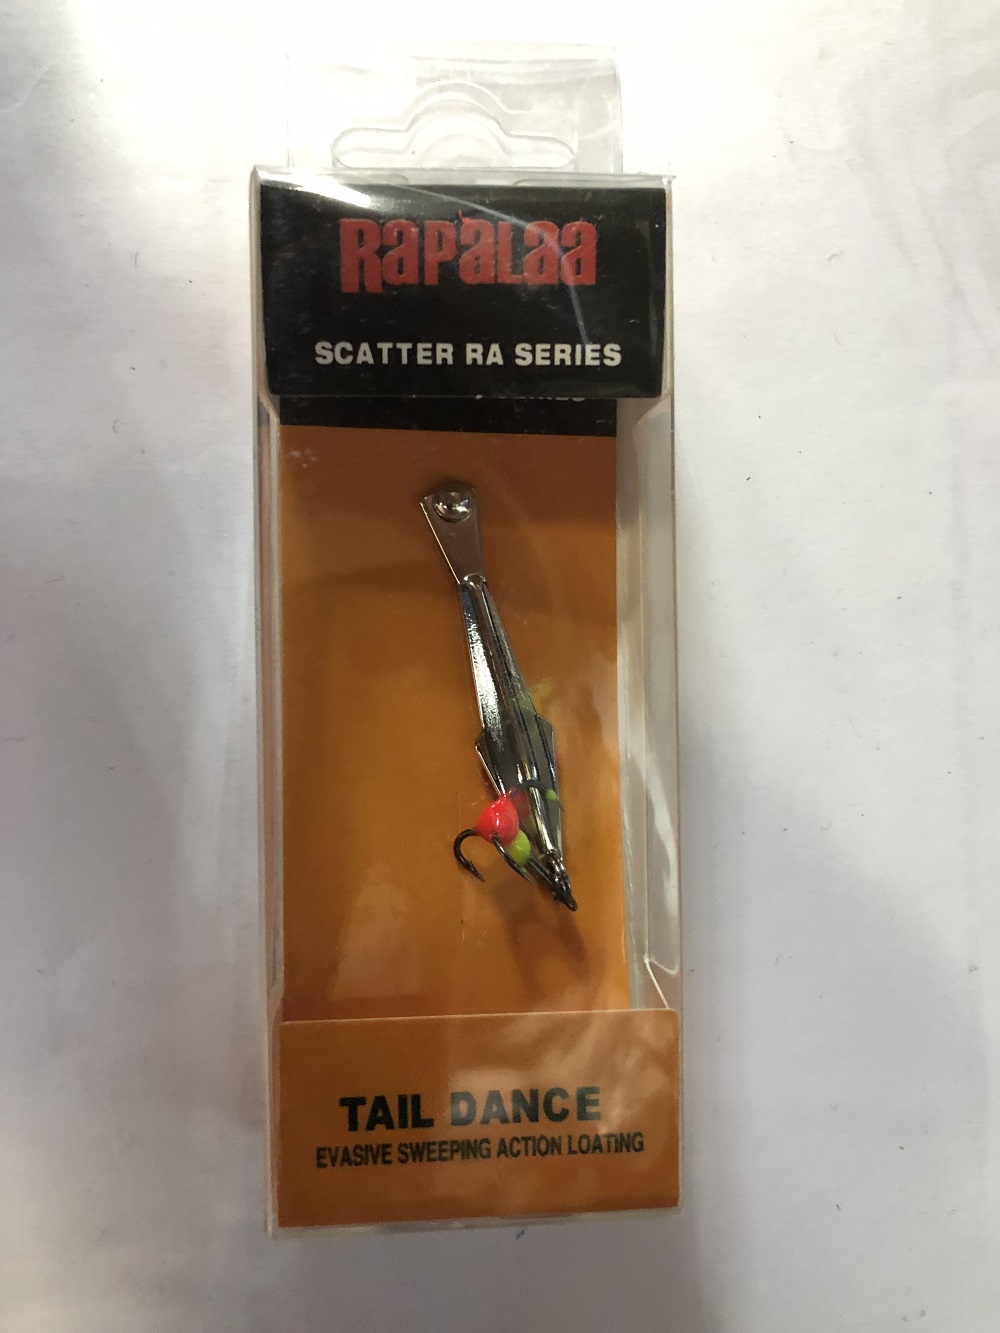 RAPALAA
SCATTER RA SERIES
TAIL DANCE
EVASIVE SWEEPING ACTION LOATING